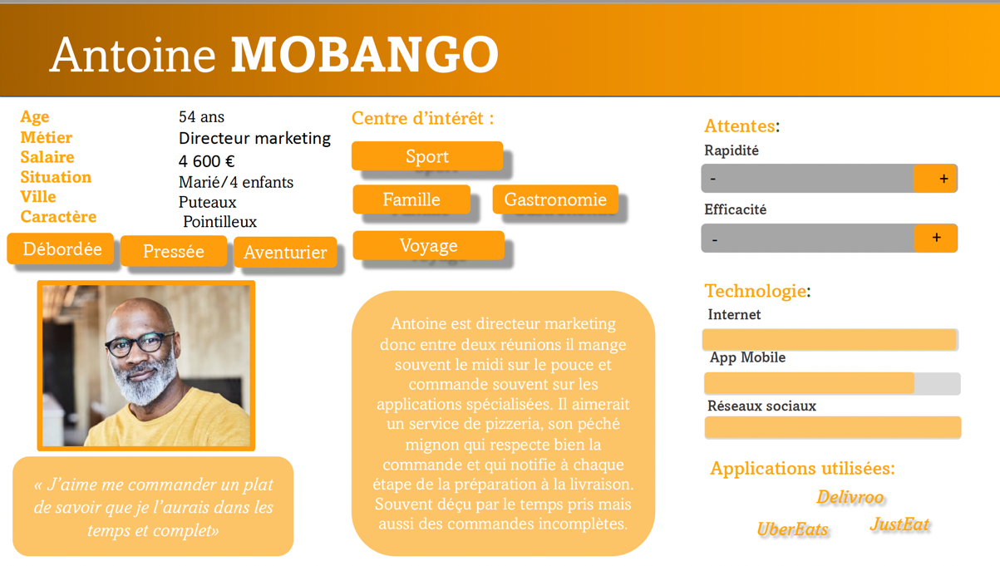 Antoine MOBANGO
Age 54 ans
Métier Directeur marketing
Salaire 4 600 €
Situation Marié/4 enfants
Ville Puteaux
Caractère Pointilleux
Débordée Pressée Aventurier
« J’aime me commander un plat
de savoir que je l’aurais dans les
temps et complet»
Centre d’intérêt :
Sport
Famille Gastronomie
Voyage
Antoine est directeur marketing
donc entre deux réunions il mange
souvent le midi sur le pouce et
commande souvent sur les
applications spécialisées. Il aimerait
un service de pizzeria, son péché
mignon qui respecte bien la
commande et qui notifie à chaque
étape de la préparation à la livraison.
Souvent déçu par le temps pris mais
aussi des commandes incomplètes.
Attentes:
Rapidité
- +
Efficacité
- +
Technologie:
Internet
App Mobile
Réseaux sociaux
Applications utilisées:
Delivroo
UberEats JustEat